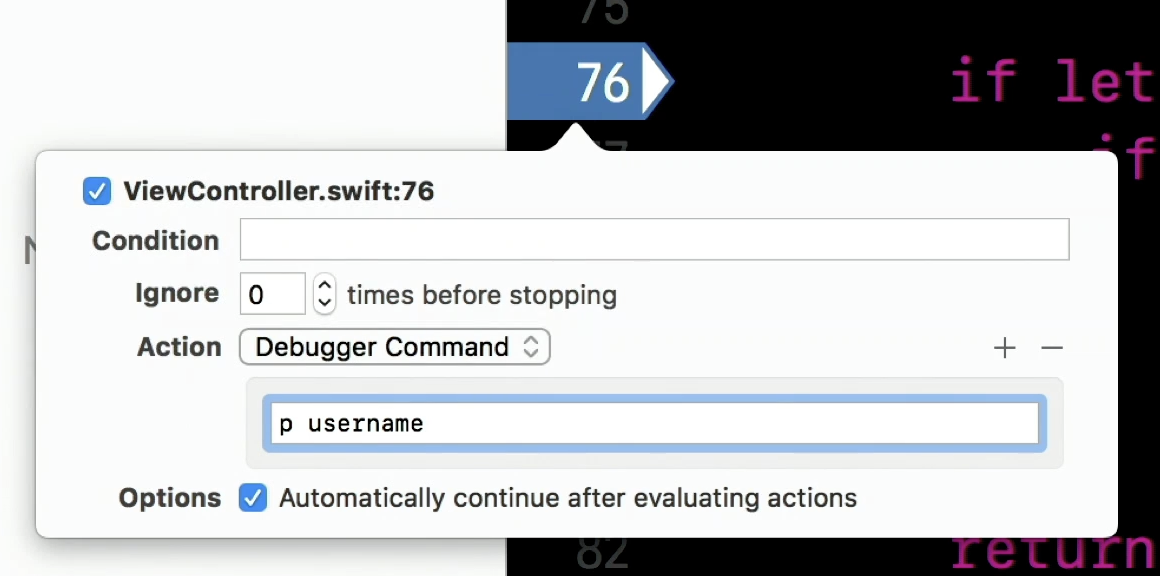 75
76 if let
if
ViewController.swift:76
Condition
Ignore 0 times before stopping
Action Debugger Command + −
p username
Options Automatically continue after evaluating actions
82 return